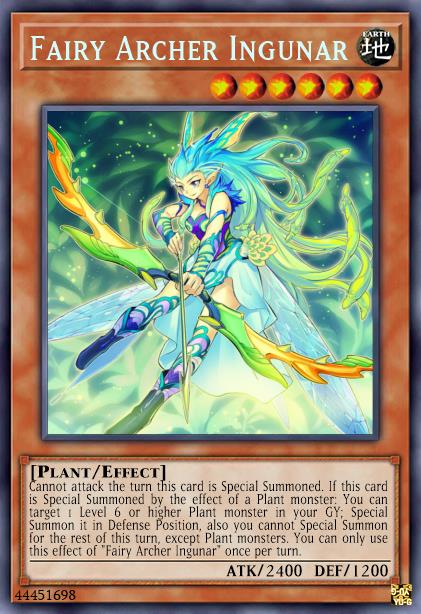 Fairy Archer Ingunar
EARTH
地
[Plant/Effect]
Cannot attack the turn this card is Special Summoned. If this card
is Special Summoned by the effect of a Plant monster: You can
target 1 Level 6 or higher Plant monster in your GY; Special
Summon it in Defense Position, also you cannot Special Summon
for the rest of this turn, except Plant monsters. You can only use
this effect of "Fairy Archer Ingunar" once per turn.
ATK/2400 DEF/1200
44451698